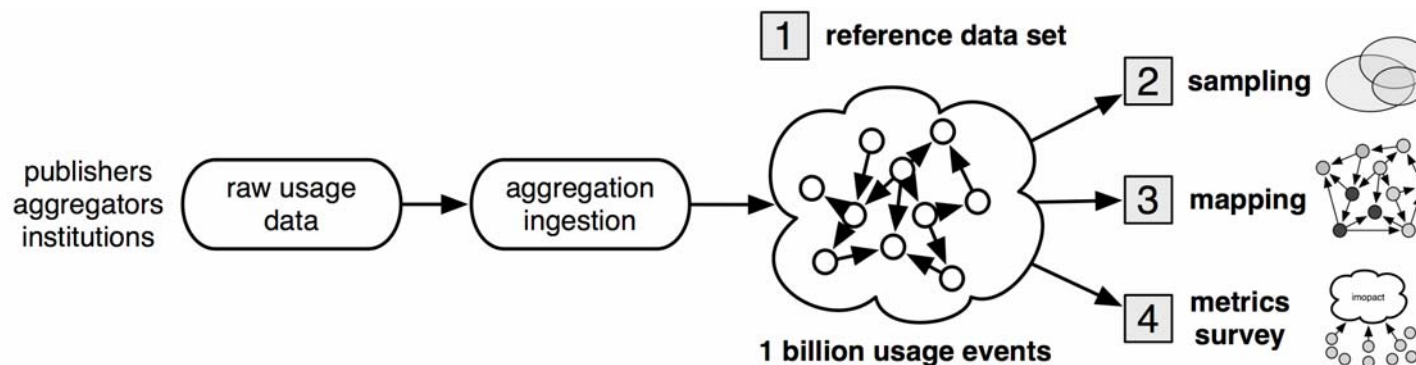 1 reference data set
2 sampling
publishers
aggregators
institutions
raw usage
data
aggregation
ingestion
3 mapping
4 metrics
survey
imopact
1 billion usage events